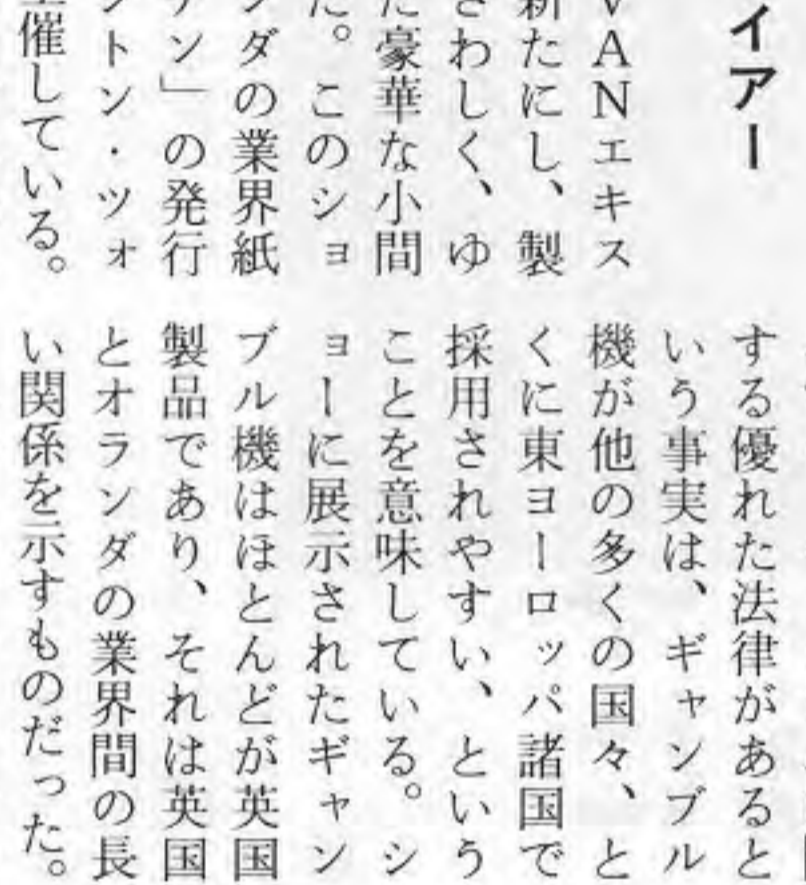 イアー
VANエキス
新たにし、製
さわしく、ゆ
た豪華な小間
た。このショ
ンダの業界紙
テン」の発行
ントン・ツォ
主催している。
する優れた法律があると
いう事実は、ギャンブル
機が他の多くの国々、と
くに東ヨーロッパ諸国で
採用されやすい、という
ことを意味している。シ
ョーに展示されたギャン
ブル機はほとんどが英国
製品であり、それは英国
とオランダの業界間の長
い関係を示すものだった。